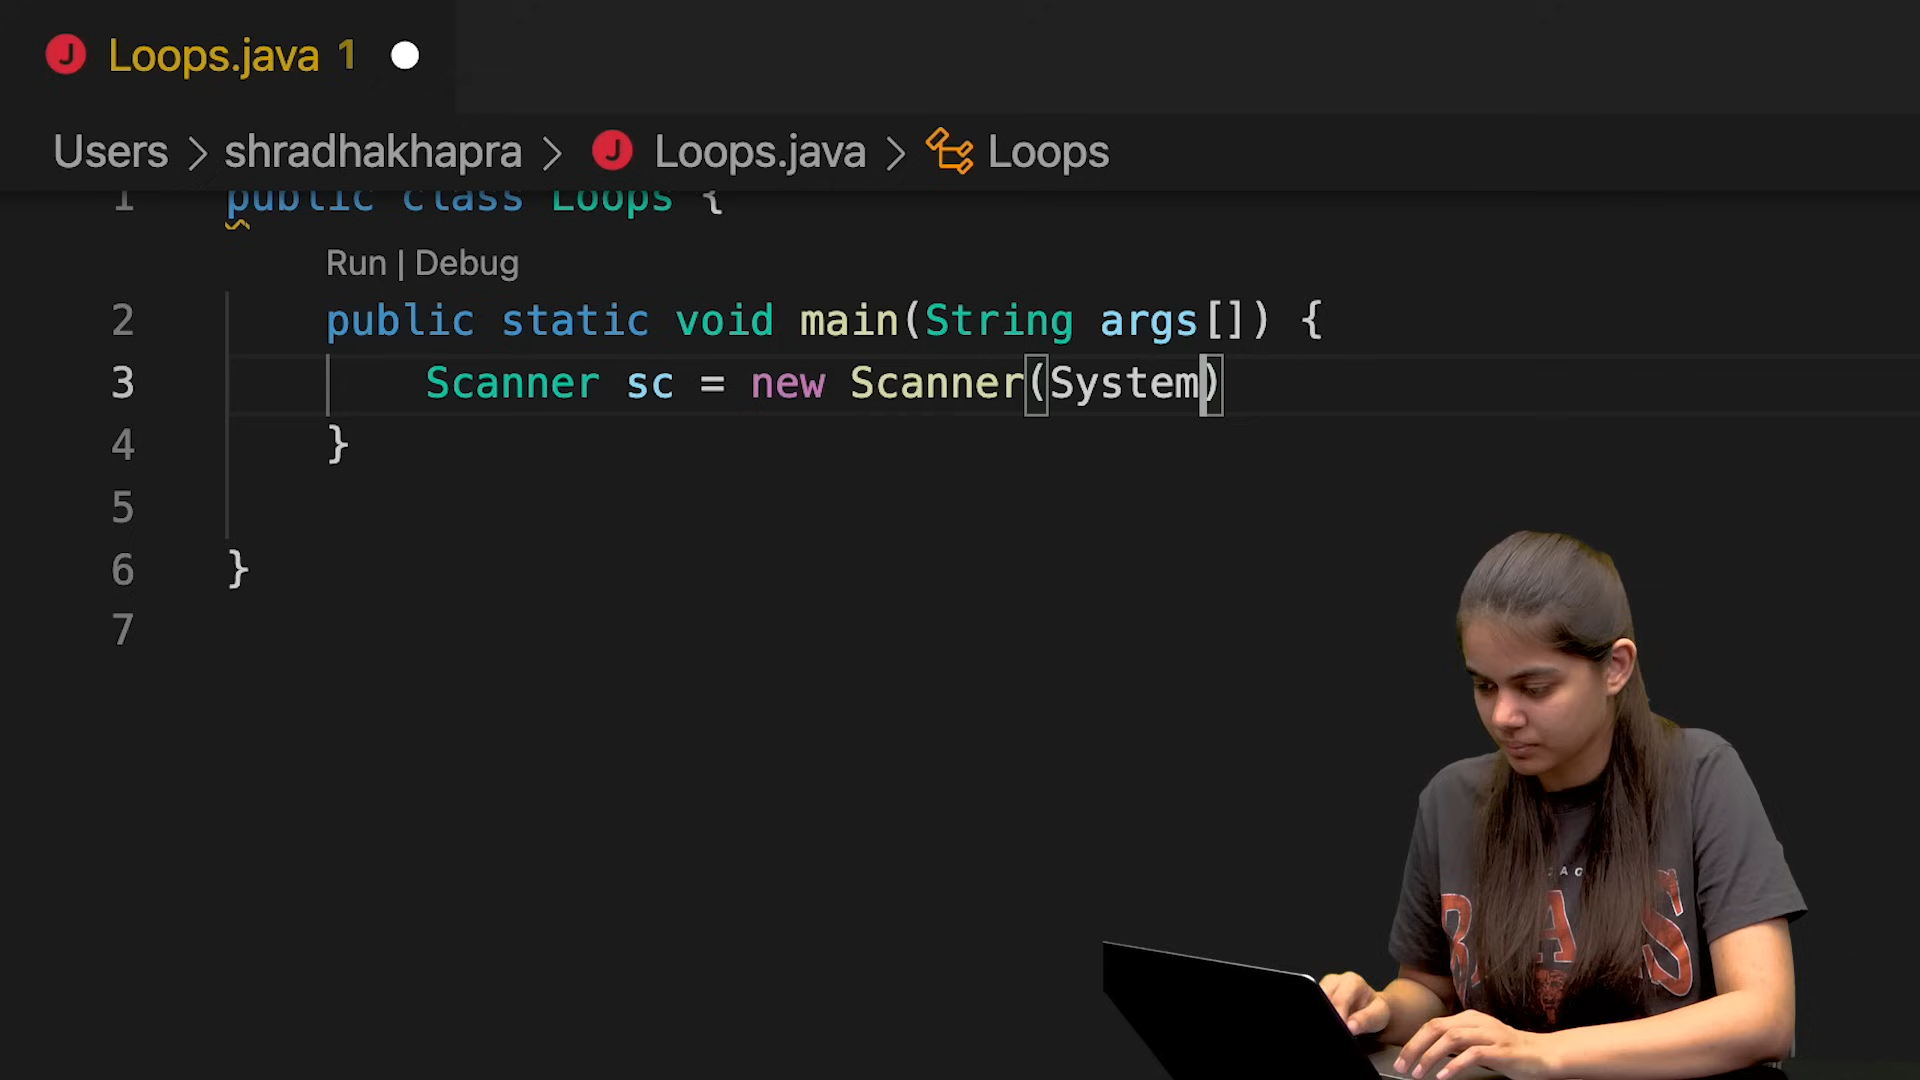 J Loops.java 1
Users > shradhakhapra > J Loops.java > Loops
1 public class Loops {
Run | Debug
2 public static void main(String args[]) {
3 Scanner sc = new Scanner(System)
4 }
5
6 }
7